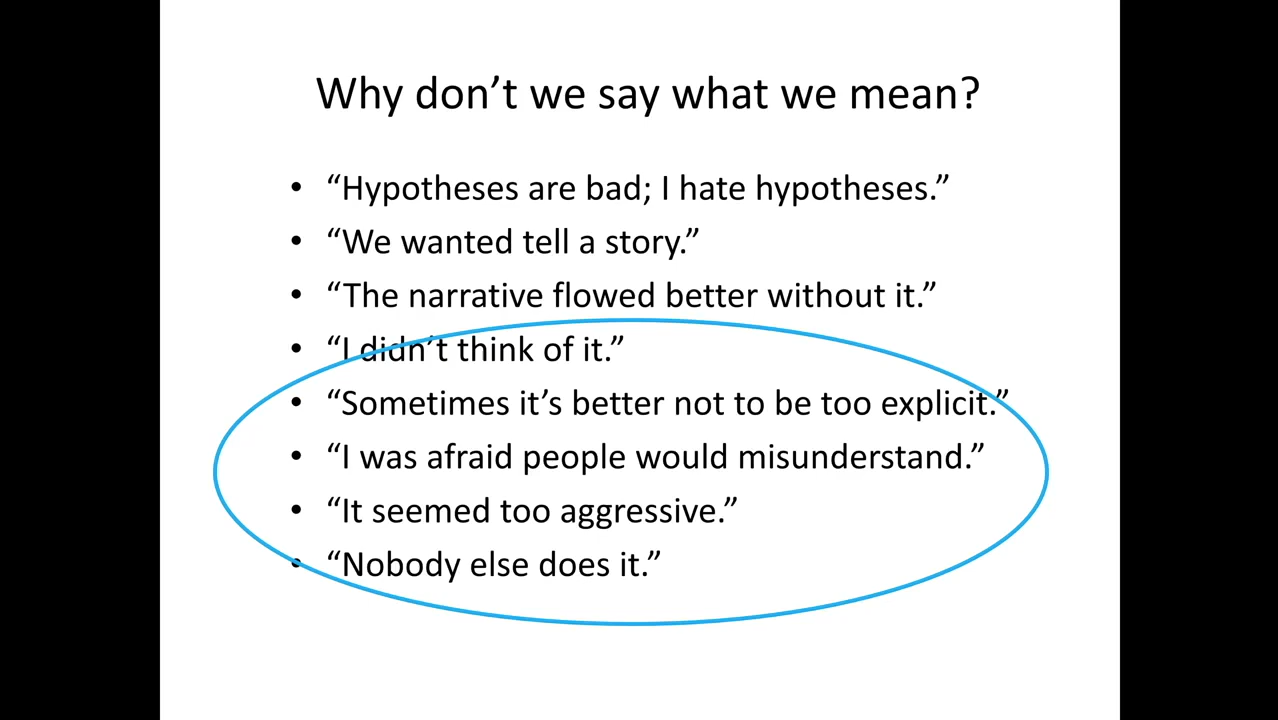 Why don’t we say what we mean?
• “Hypotheses are bad; I hate hypotheses.”
• “We wanted tell a story.”
• “The narrative flowed better without it.”
• “I didn’t think of it.”
• “Sometimes it’s better not to be too explicit.”
• “I was afraid people would misunderstand.”
• “It seemed too aggressive.”
• “Nobody else does it.”